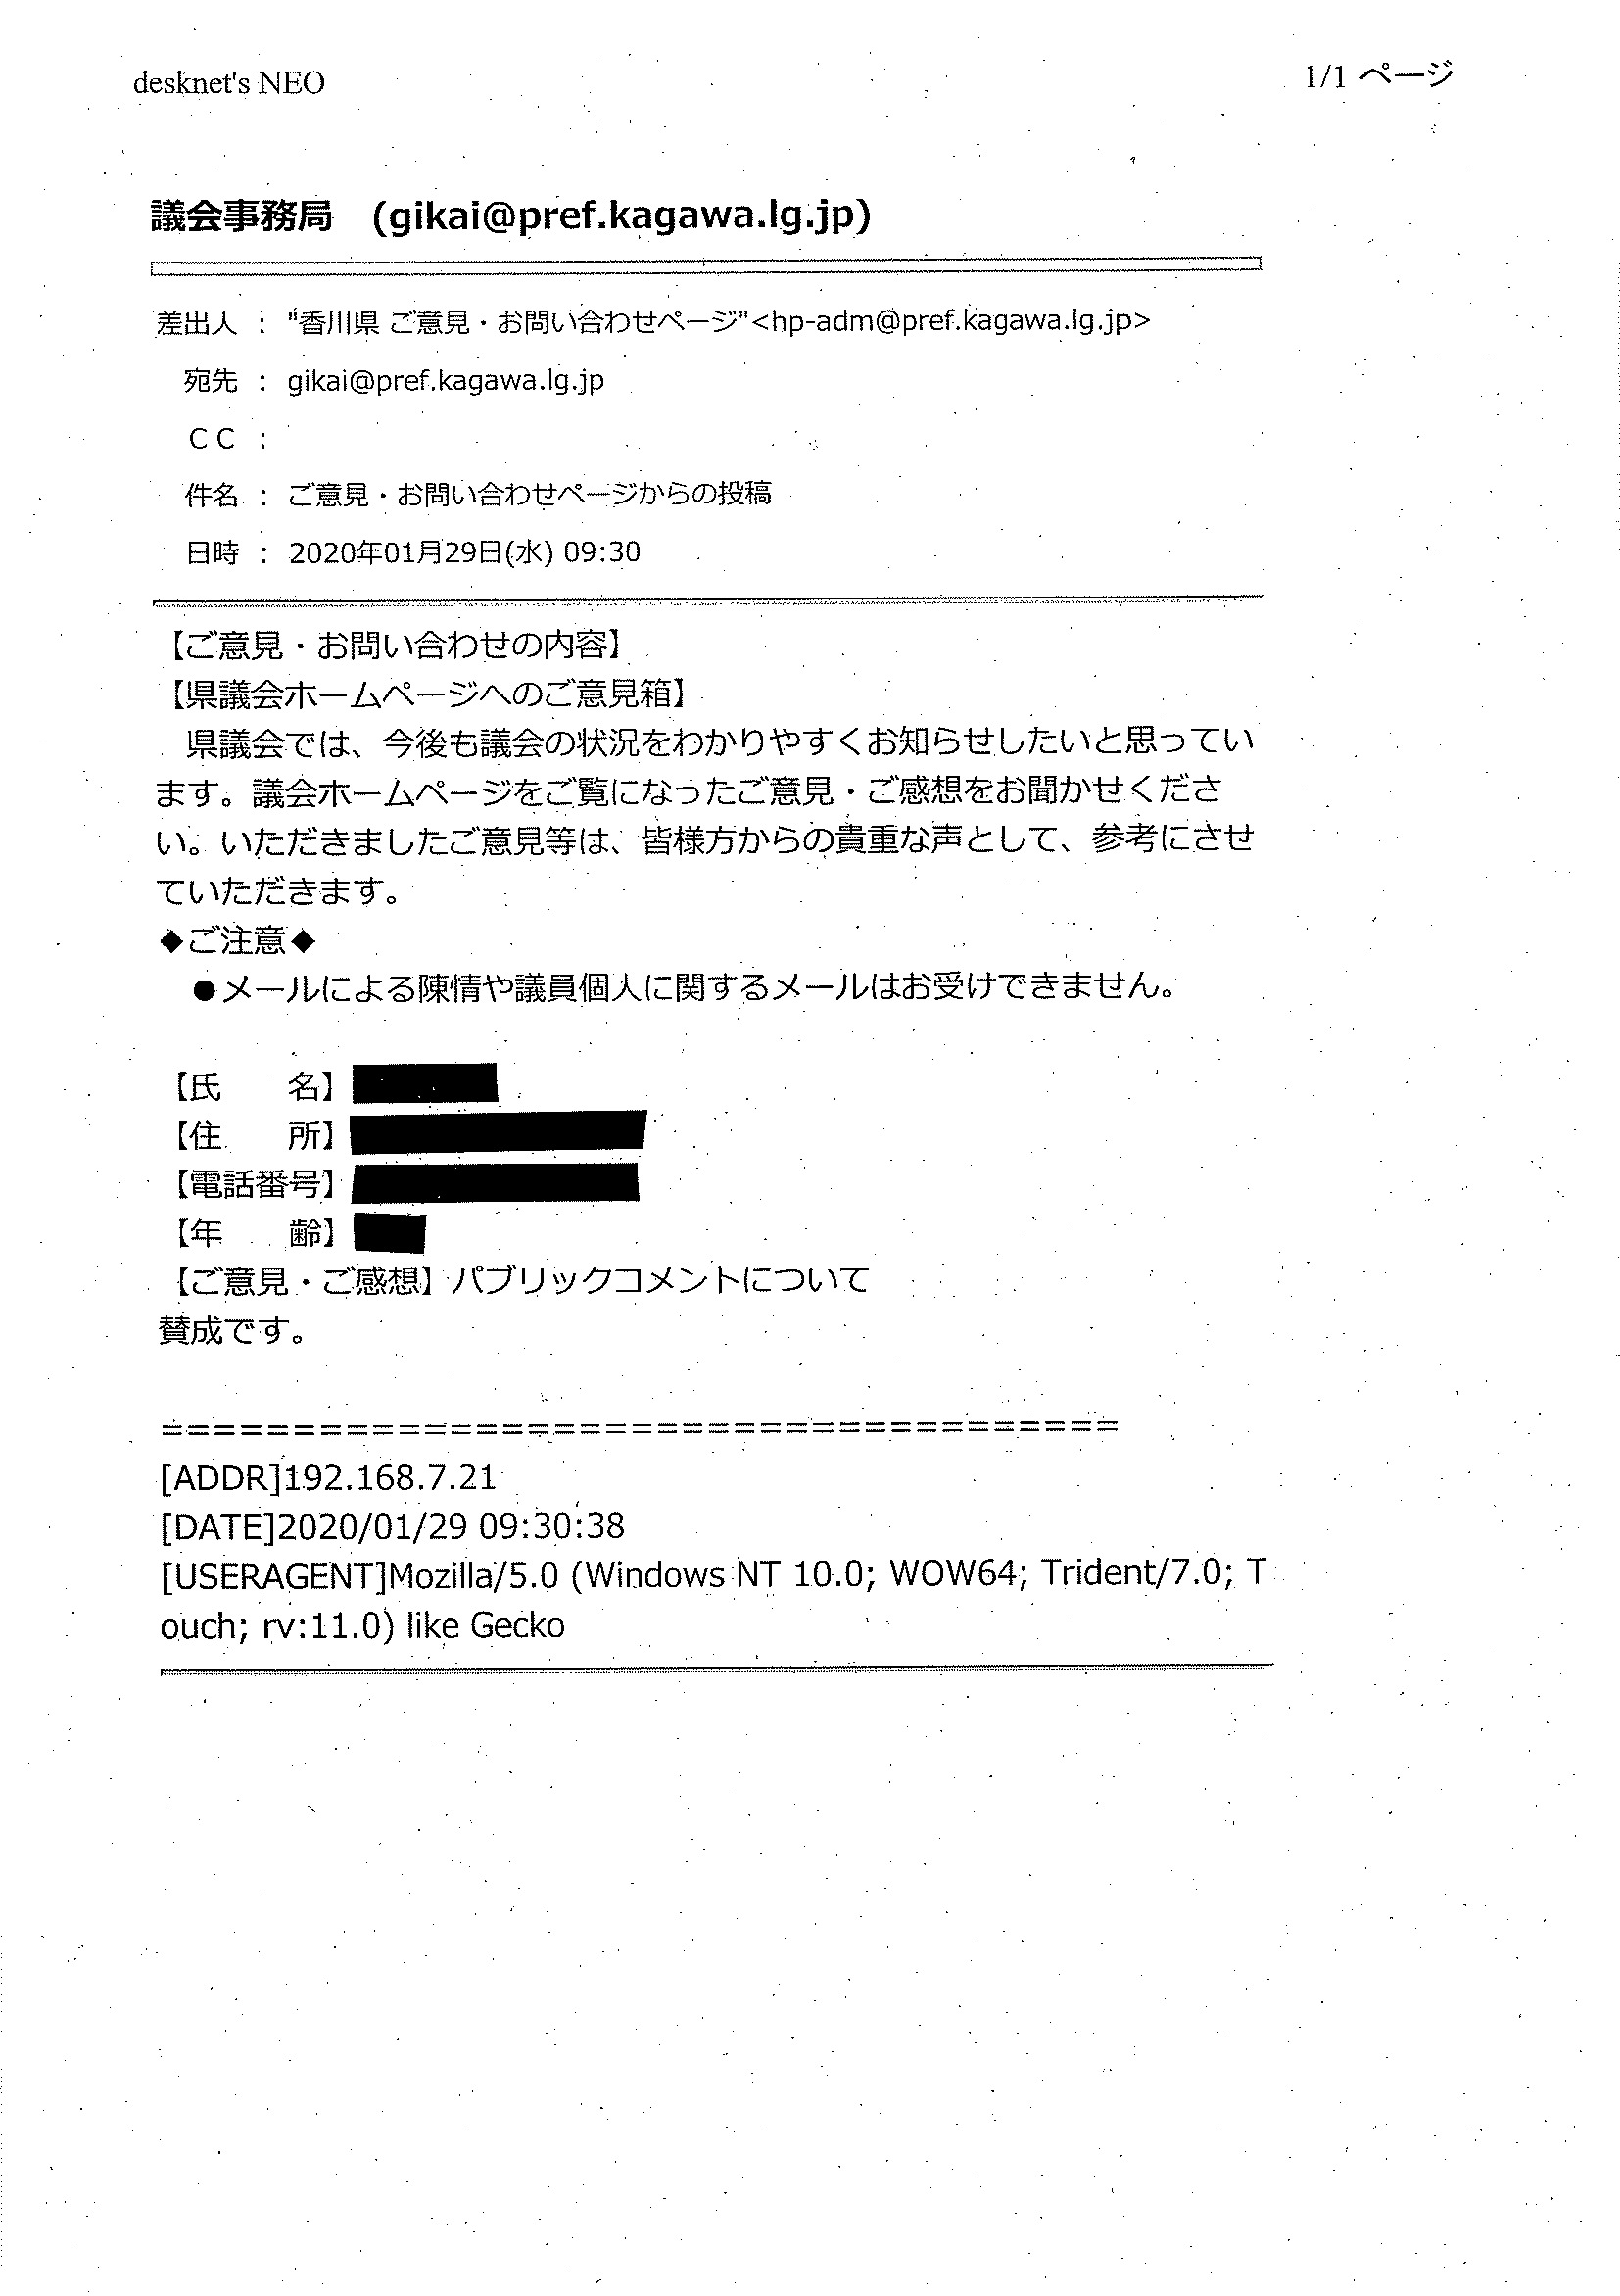 desknet's NEO
1/1 ページ
議会事務局　(gikai@pref.kagawa.lg.jp)
差出人 ： "香川県 ご意見・お問い合わせページ"<hp-adm@pref.kagawa.lg.jp>
宛先 ： gikai@pref.kagawa.lg.jp
ＣＣ ：
件名 ： ご意見・お問い合わせページからの投稿
日時 ： 2020年01月29日(水) 09:30
【ご意見・お問い合わせの内容】
【県議会ホームページへのご意見箱】
　県議会では、今後も議会の状況をわかりやすくお知らせしたいと思ってい
ます。議会ホームページをご覧になったご意見・ご感想をお聞かせくださ
い。いただきましたご意見等は、皆様方からの貴重な声として、参考にさせ
ていただきます。
◆ご注意◆
　●メールによる陳情や議員個人に関するメールはお受けできません。
【氏　　名】
【住　　所】
【電話番号】
【年　　齢】
【ご意見・ご感想】パブリックコメントについて
賛成です。
=====================================
[ADDR]192.168.7.21
[DATE]2020/01/29 09:30:38
[USERAGENT]Mozilla/5.0 (Windows NT 10.0; WOW64; Trident/7.0; T
ouch; rv:11.0) like Gecko